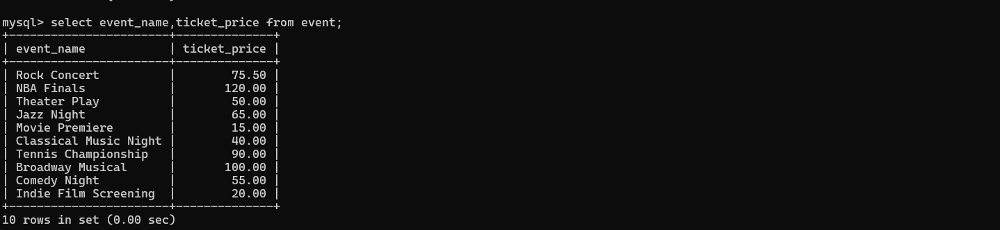 mysql> select event_name,ticket_price from event;
+-----------------------+--------------+
| event_name            | ticket_price |
+-----------------------+--------------+
| Rock Concert          |        75.50 |
| NBA Finals            |       120.00 |
| Theater Play          |        50.00 |
| Jazz Night            |        65.00 |
| Movie Premiere        |        15.00 |
| Classical Music Night |        40.00 |
| Tennis Championship   |        90.00 |
| Broadway Musical      |       100.00 |
| Comedy Night          |        55.00 |
| Indie Film Screening  |        20.00 |
+-----------------------+--------------+
10 rows in set (0.00 sec)